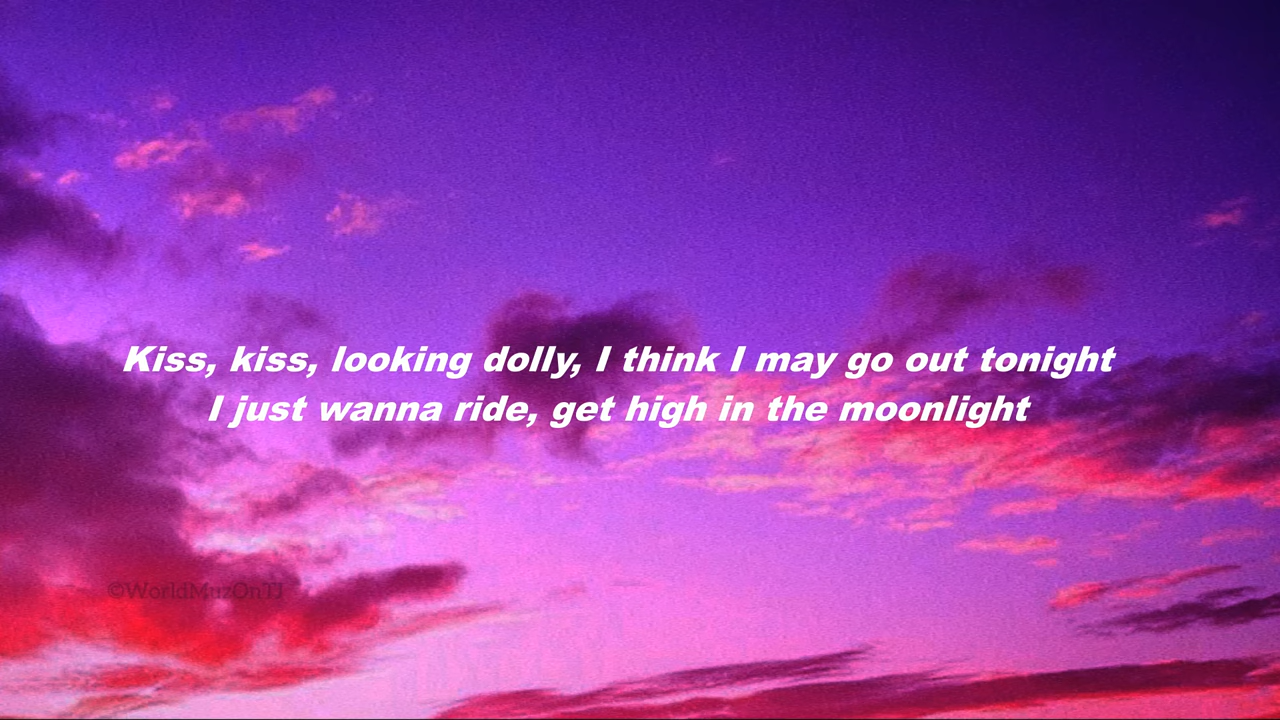 Kiss, kiss, looking dolly, I think I may go out tonight
I just wanna ride, get high in the moonlight
©WorldMuzOnTJ